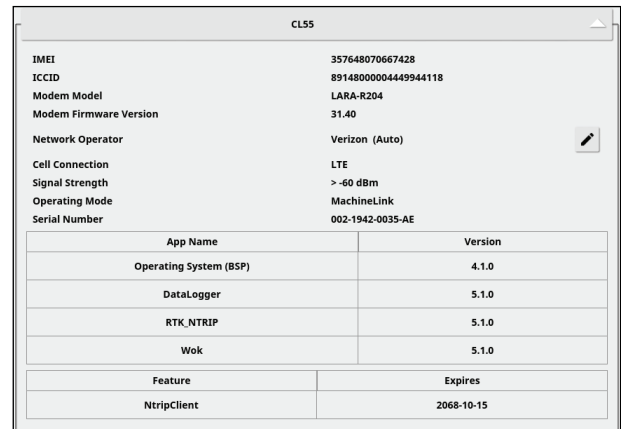 CL55
IMEI 357648070667428
ICCID 89148000004449944118
Modem Model LARA-R204
Modem Firmware Version 31.40
Network Operator Verizon (Auto)
Cell Connection LTE
Signal Strength > -60 dBm
Operating Mode MachineLink
Serial Number 002-1942-0035-AE
App Name Version
Operating System (BSP) 4.1.0
DataLogger 5.1.0
RTK_NTRIP 5.1.0
Wok 5.1.0
Feature Expires
NtripClient 2068-10-15